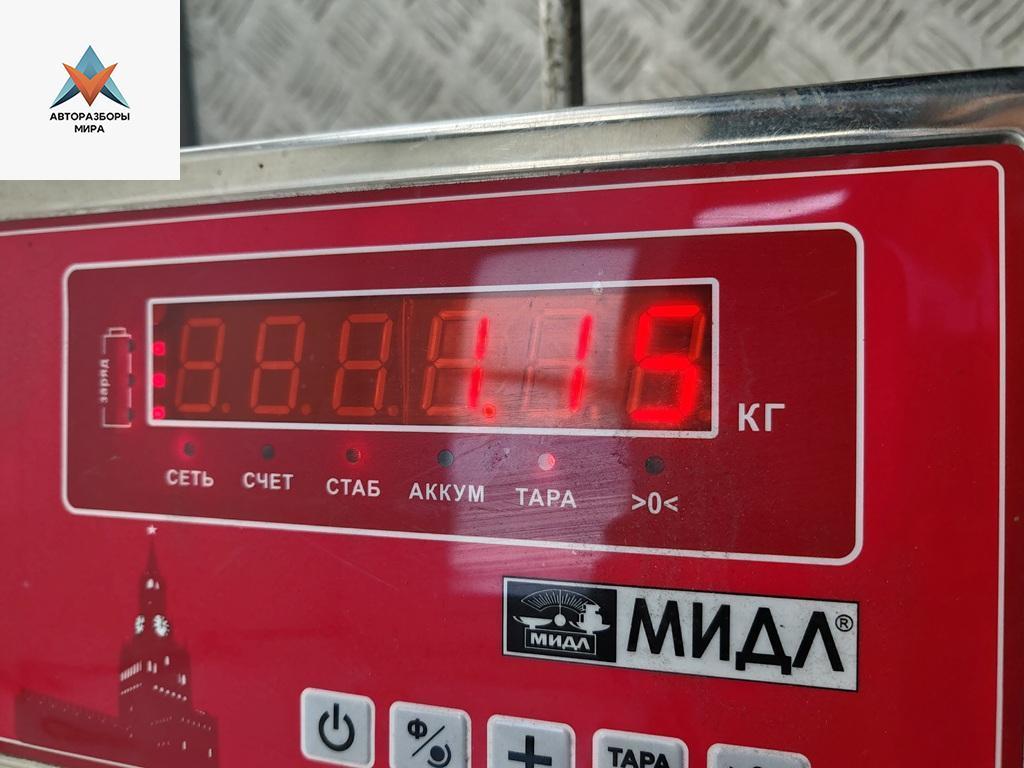 АВТОРАЗБОРЫ
МИРА
заряд
1.15 КГ
СЕТЬ СЧЕТ СТАБ АККУМ ТАРА >0<
МИДЛ МИДЛ®
Ф ТАРА